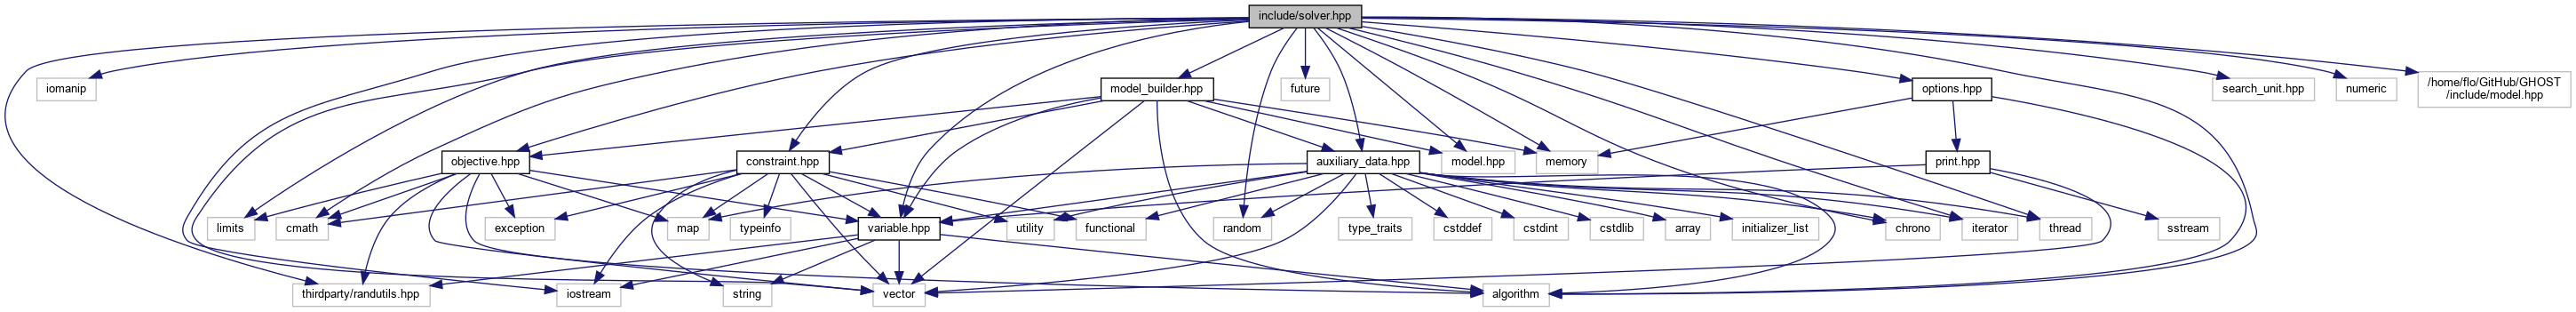 include/solver.hpp
iomanip
model_builder.hpp
future
options.hpp
search_unit.hpp
numeric
/home/flo/GitHub/GHOST
/include/model.hpp
objective.hpp
constraint.hpp
auxiliary_data.hpp
model.hpp
memory
print.hpp
limits
cmath
exception
map
typeinfo
variable.hpp
utility
functional
random
type_traits
cstddef
cstdint
cstdlib
array
initializer_list
chrono
iterator
thread
sstream
thirdparty/randutils.hpp
iostream
string
vector
algorithm